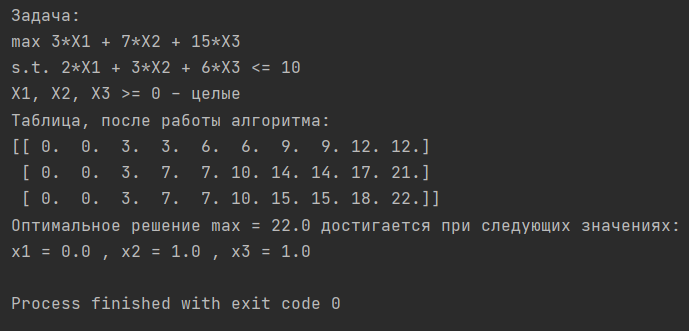 Задача:
max 3*X1 + 7*X2 + 15*X3
s.t. 2*X1 + 3*X2 + 6*X3 <= 10
X1, X2, X3 >= 0 – целые
Таблица, после работы алгоритма:
[[ 0.  0.  3.  3.  6.  6.  9.  9. 12. 12.]
 [ 0.  0.  3.  7.  7. 10. 14. 14. 17. 21.]
 [ 0.  0.  3.  7.  7. 10. 15. 15. 18. 22.]]
Оптимальное решение max = 22.0 достигается при следующих значениях:
x1 = 0.0 , x2 = 1.0 , x3 = 1.0
Process finished with exit code 0